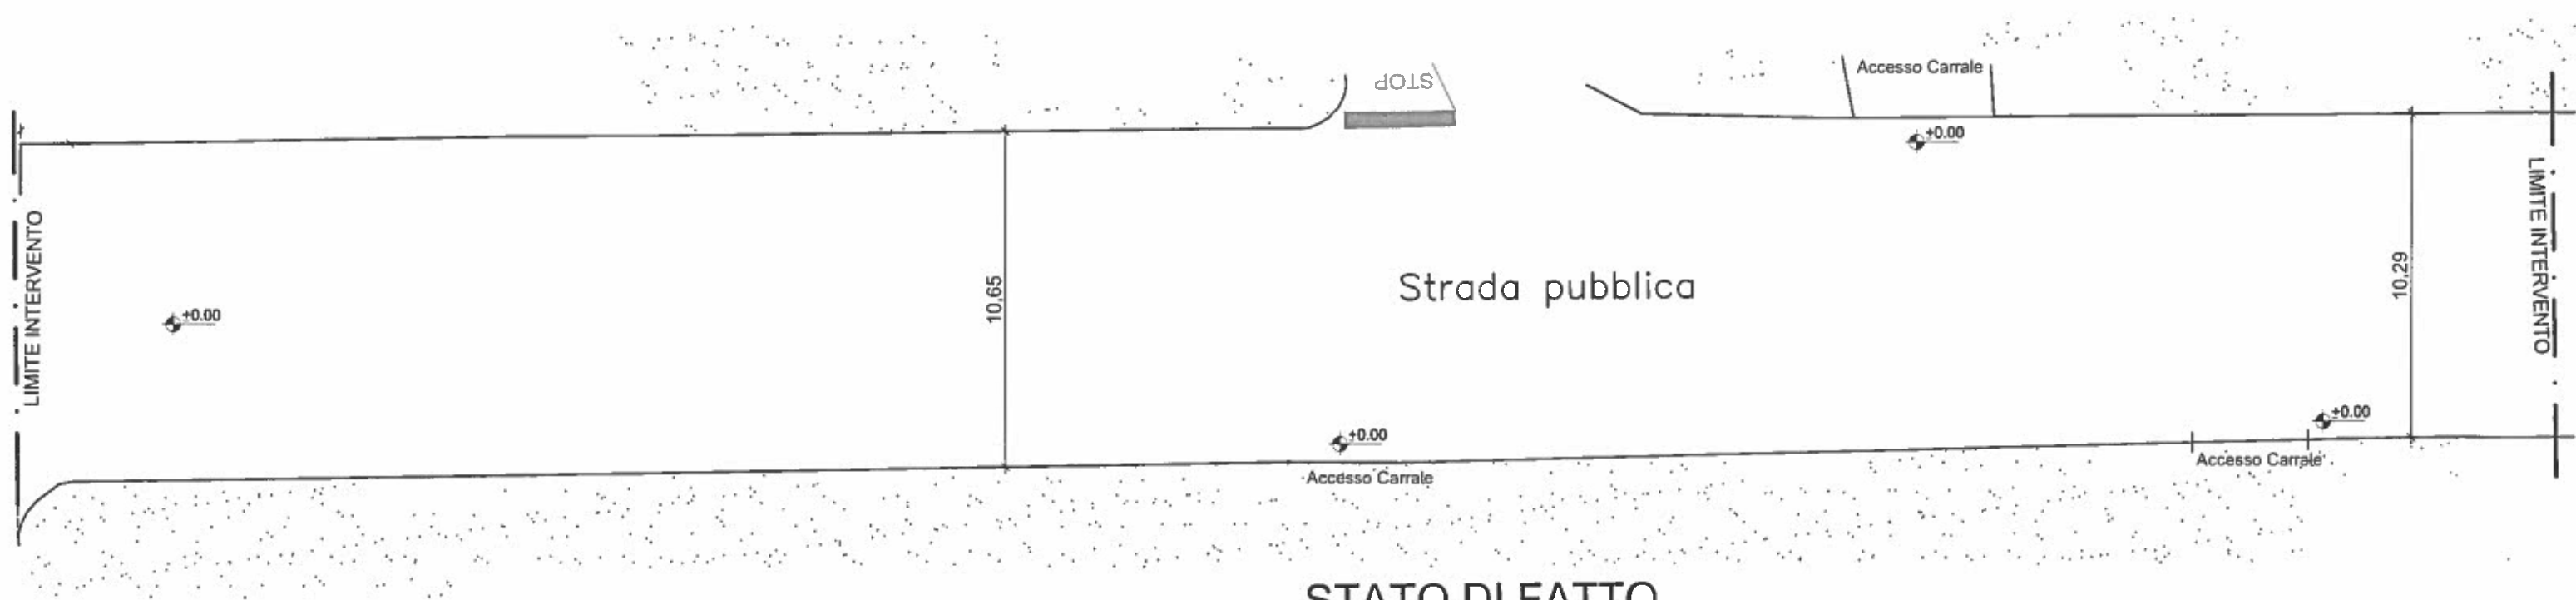 STOP
Accesso Carrale
+0.00
LIMITE INTERVENTO
LIMITE INTERVENTO
+0.00
10,65
Strada pubblica
10,29
+0.00
+0.00
Accesso Carrale
Accesso Carrale
STATO DI FATTO